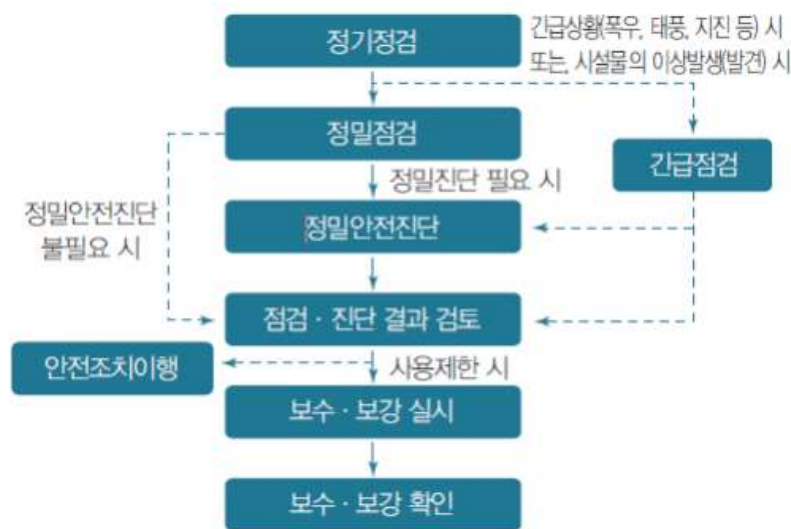 정기점검
긴급상황(폭우, 태풍, 지진 등) 시
또는, 시설물의 이상발생(발견) 시
정밀점검
긴급점검
정밀진단 필요 시
정밀안전진단
불필요 시
정밀안전진단
점검 · 진단 결과 검토
안전조치이행
사용제한 시
보수 · 보강 실시
보수 · 보강 확인